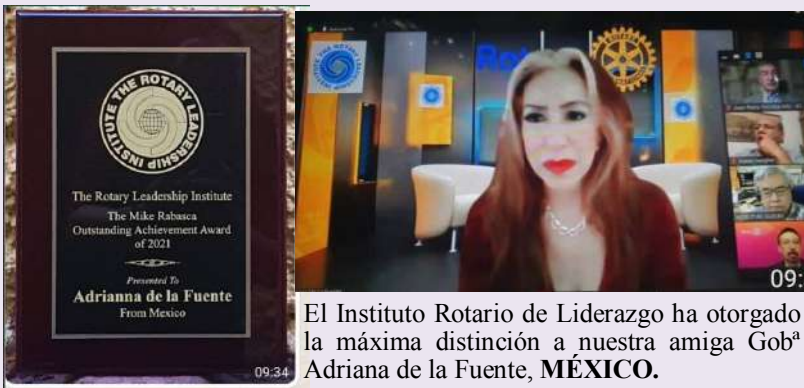 THE ROTARY LEADERSHIP INSTITUTE
The Rotary Leadership Institute
The Mike Rabasca
Outstanding Achievement Award
of 2021
Presented To
Adrianna de la Fuente
From Mexico
09:34
Rot
09:
El Instituto Rotario de Liderazgo ha otorgado
la máxima distinción a nuestra amiga Gobª
Adriana de la Fuente, MÉXICO.